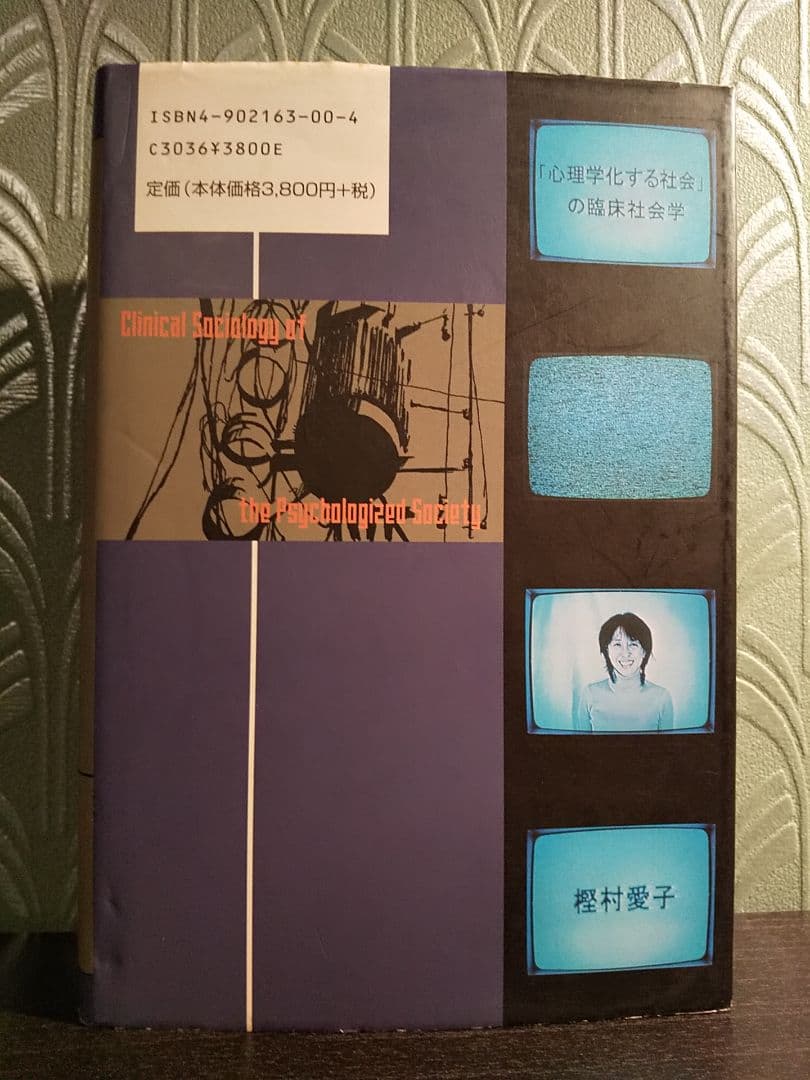 ISBN4-902163-00-4
C3036¥3800E
定価(本体価格3,800円+税)
Clinical Sociology of
the Psychologized Society
「心理学化する社会」
の臨床社会学
樫村愛子